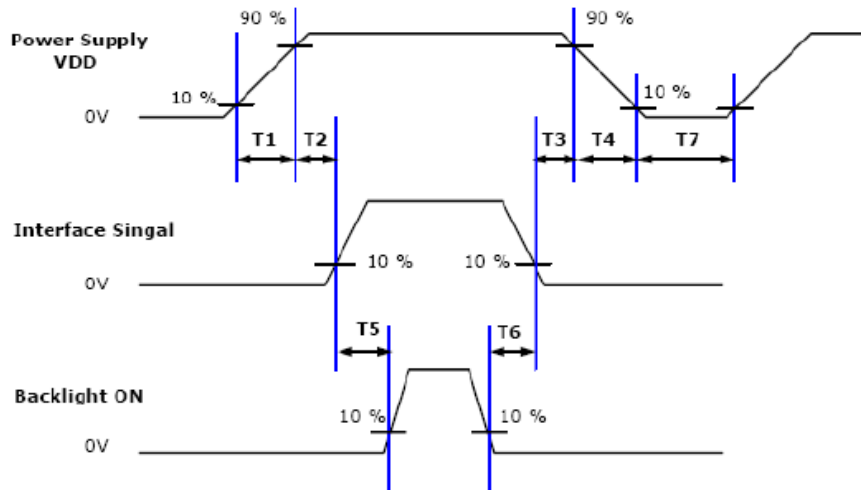 90 %
90 %
Power Supply
VDD
10 %
10 %
0V
T1
T2
T3
T4
T7
Interface Singal
10 %
10 %
0V
T5
T6
Backlight ON
10 %
10 %
0V